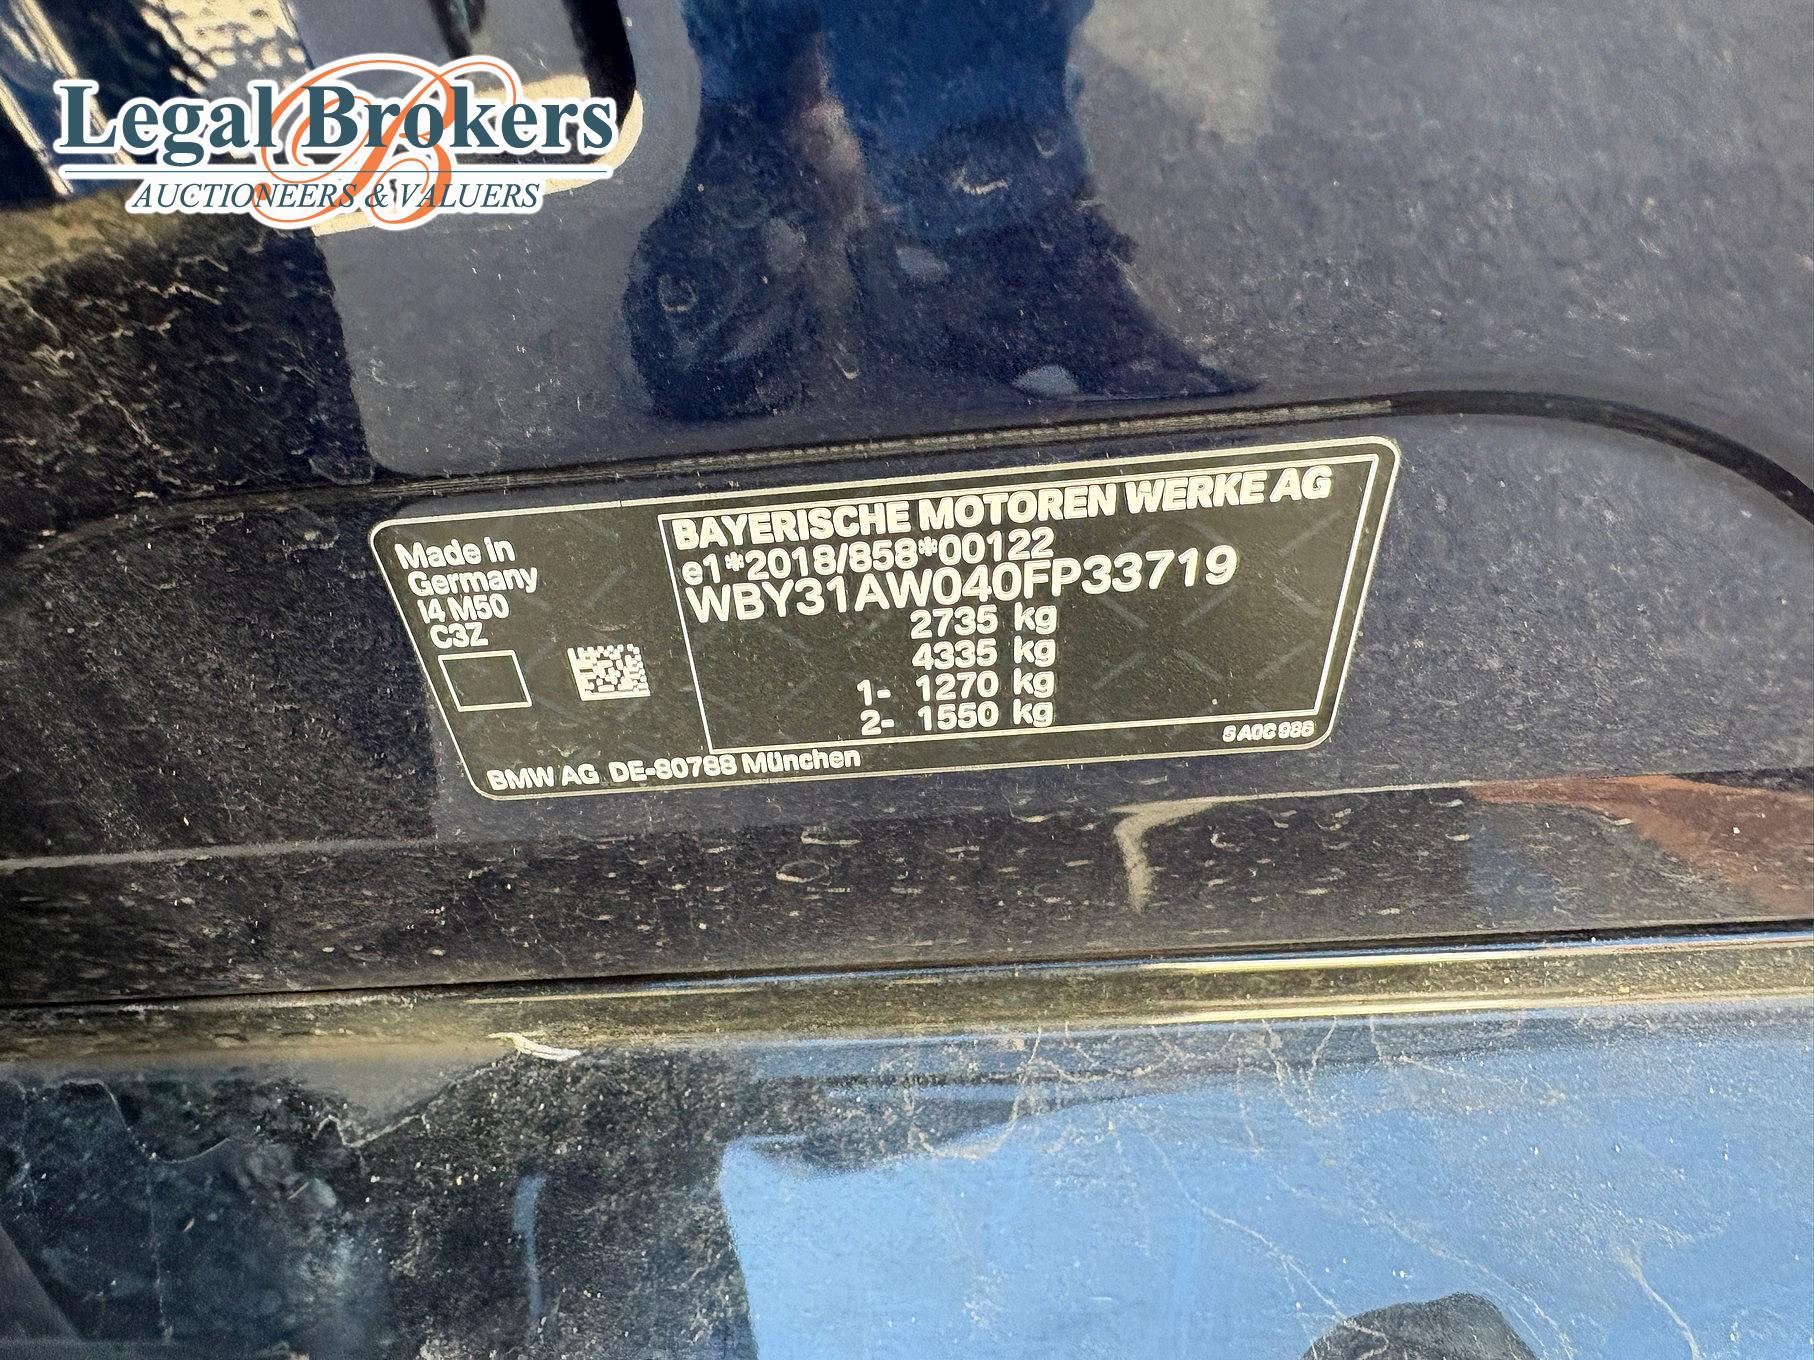 Legal Brokers
AUCTIONEERS & VALUERS
Made in
Germany
I4 M50
C3Z
BAYERISCHE MOTOREN WERKE AG
e1*2018/858*00122
WBY31AW040FP33719
2735 kg
4335 kg
1- 1270 kg
2- 1550 kg
BMW AG DE-80788 München
5 A0C 986